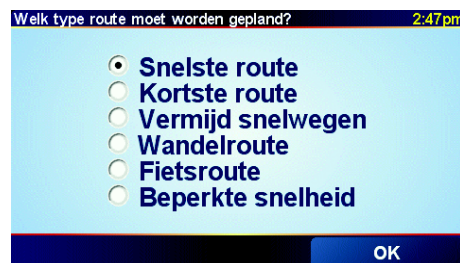 Welk type route moet worden gepland? 2:47pm
Snelste route
Kortste route
Vermijd snelwegen
Wandelroute
Fietsroute
Beperkte snelheid
OK